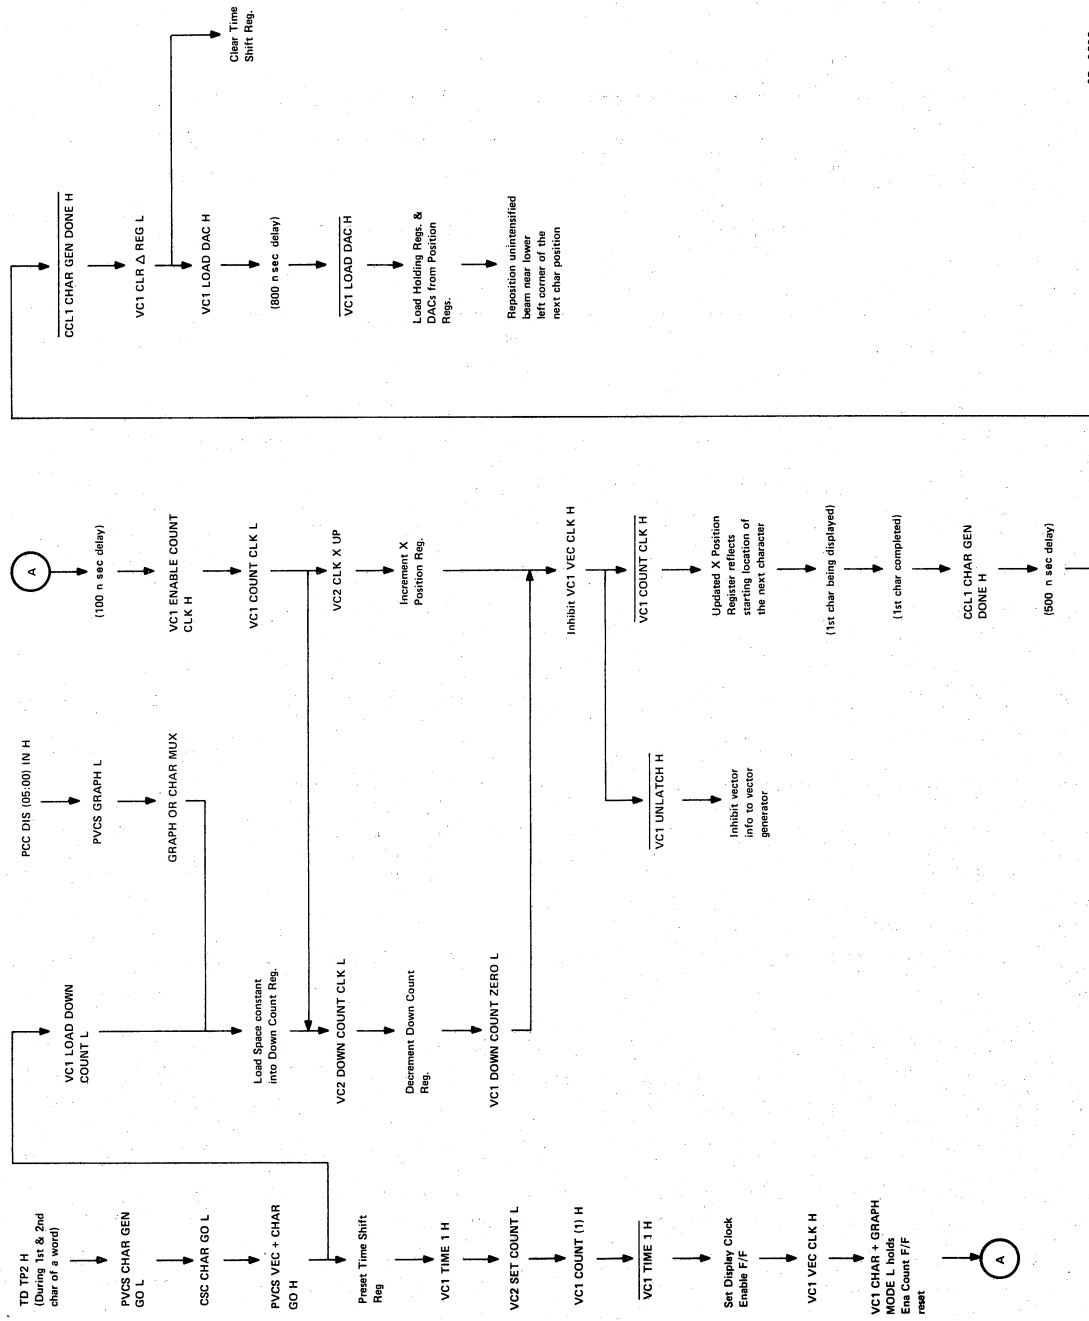 TD TP2 H
(During 1st & 2nd
char of a word)
PVCS CHAR GEN
GO L
CSC CHAR GO L
PVCS VEC + CHAR
GO H
Preset Time Shift
Reg
VC1 TIME 1 H
VC2 SET COUNT L
VC1 COUNT (1) H
VC1 TIME 1 H
Set Display Clock
Enable F/F
VC1 VEC CLK H
VC1 CHAR + GRAPH
MODE L holds
Ena Count F/F
reset
A
VC1 LOAD DOWN
COUNT L
Load Space constant
into Down Count Reg.
VC2 DOWN COUNT CLK L
Decrement Down Count
Reg.
VC1 DOWN COUNT ZERO L
PCC DIS (05:00) IN H
PVCS GRAPH L
GRAPH OR CHAR MUX
VC1 UNLATCH H
Inhibit vector
info to vector
generator
A
(100 n sec delay)
VC1 ENABLE COUNT
CLK H
VC1 COUNT CLK L
VC2 CLK X UP
Increment X
Position Reg.
Inhibit VC1 VEC CLK H
VC1 COUNT CLK H
Updated X Position
Register reflects
starting location of
the next character
(1st char being displayed)
(1st char completed)
CCL1 CHAR GEN
DONE H
(500 n sec delay)
CCL1 CHAR GEN DONE H
VC1 CLR Δ REG L
VC1 LOAD DAC H
(800 n sec delay)
VC1 LOAD DAC H
Load Holding Regs. &
DACs from Position
Regs.
Reposition unintensified
beam near lower
left corner of the
next char position
Clear Time
Shift Reg.